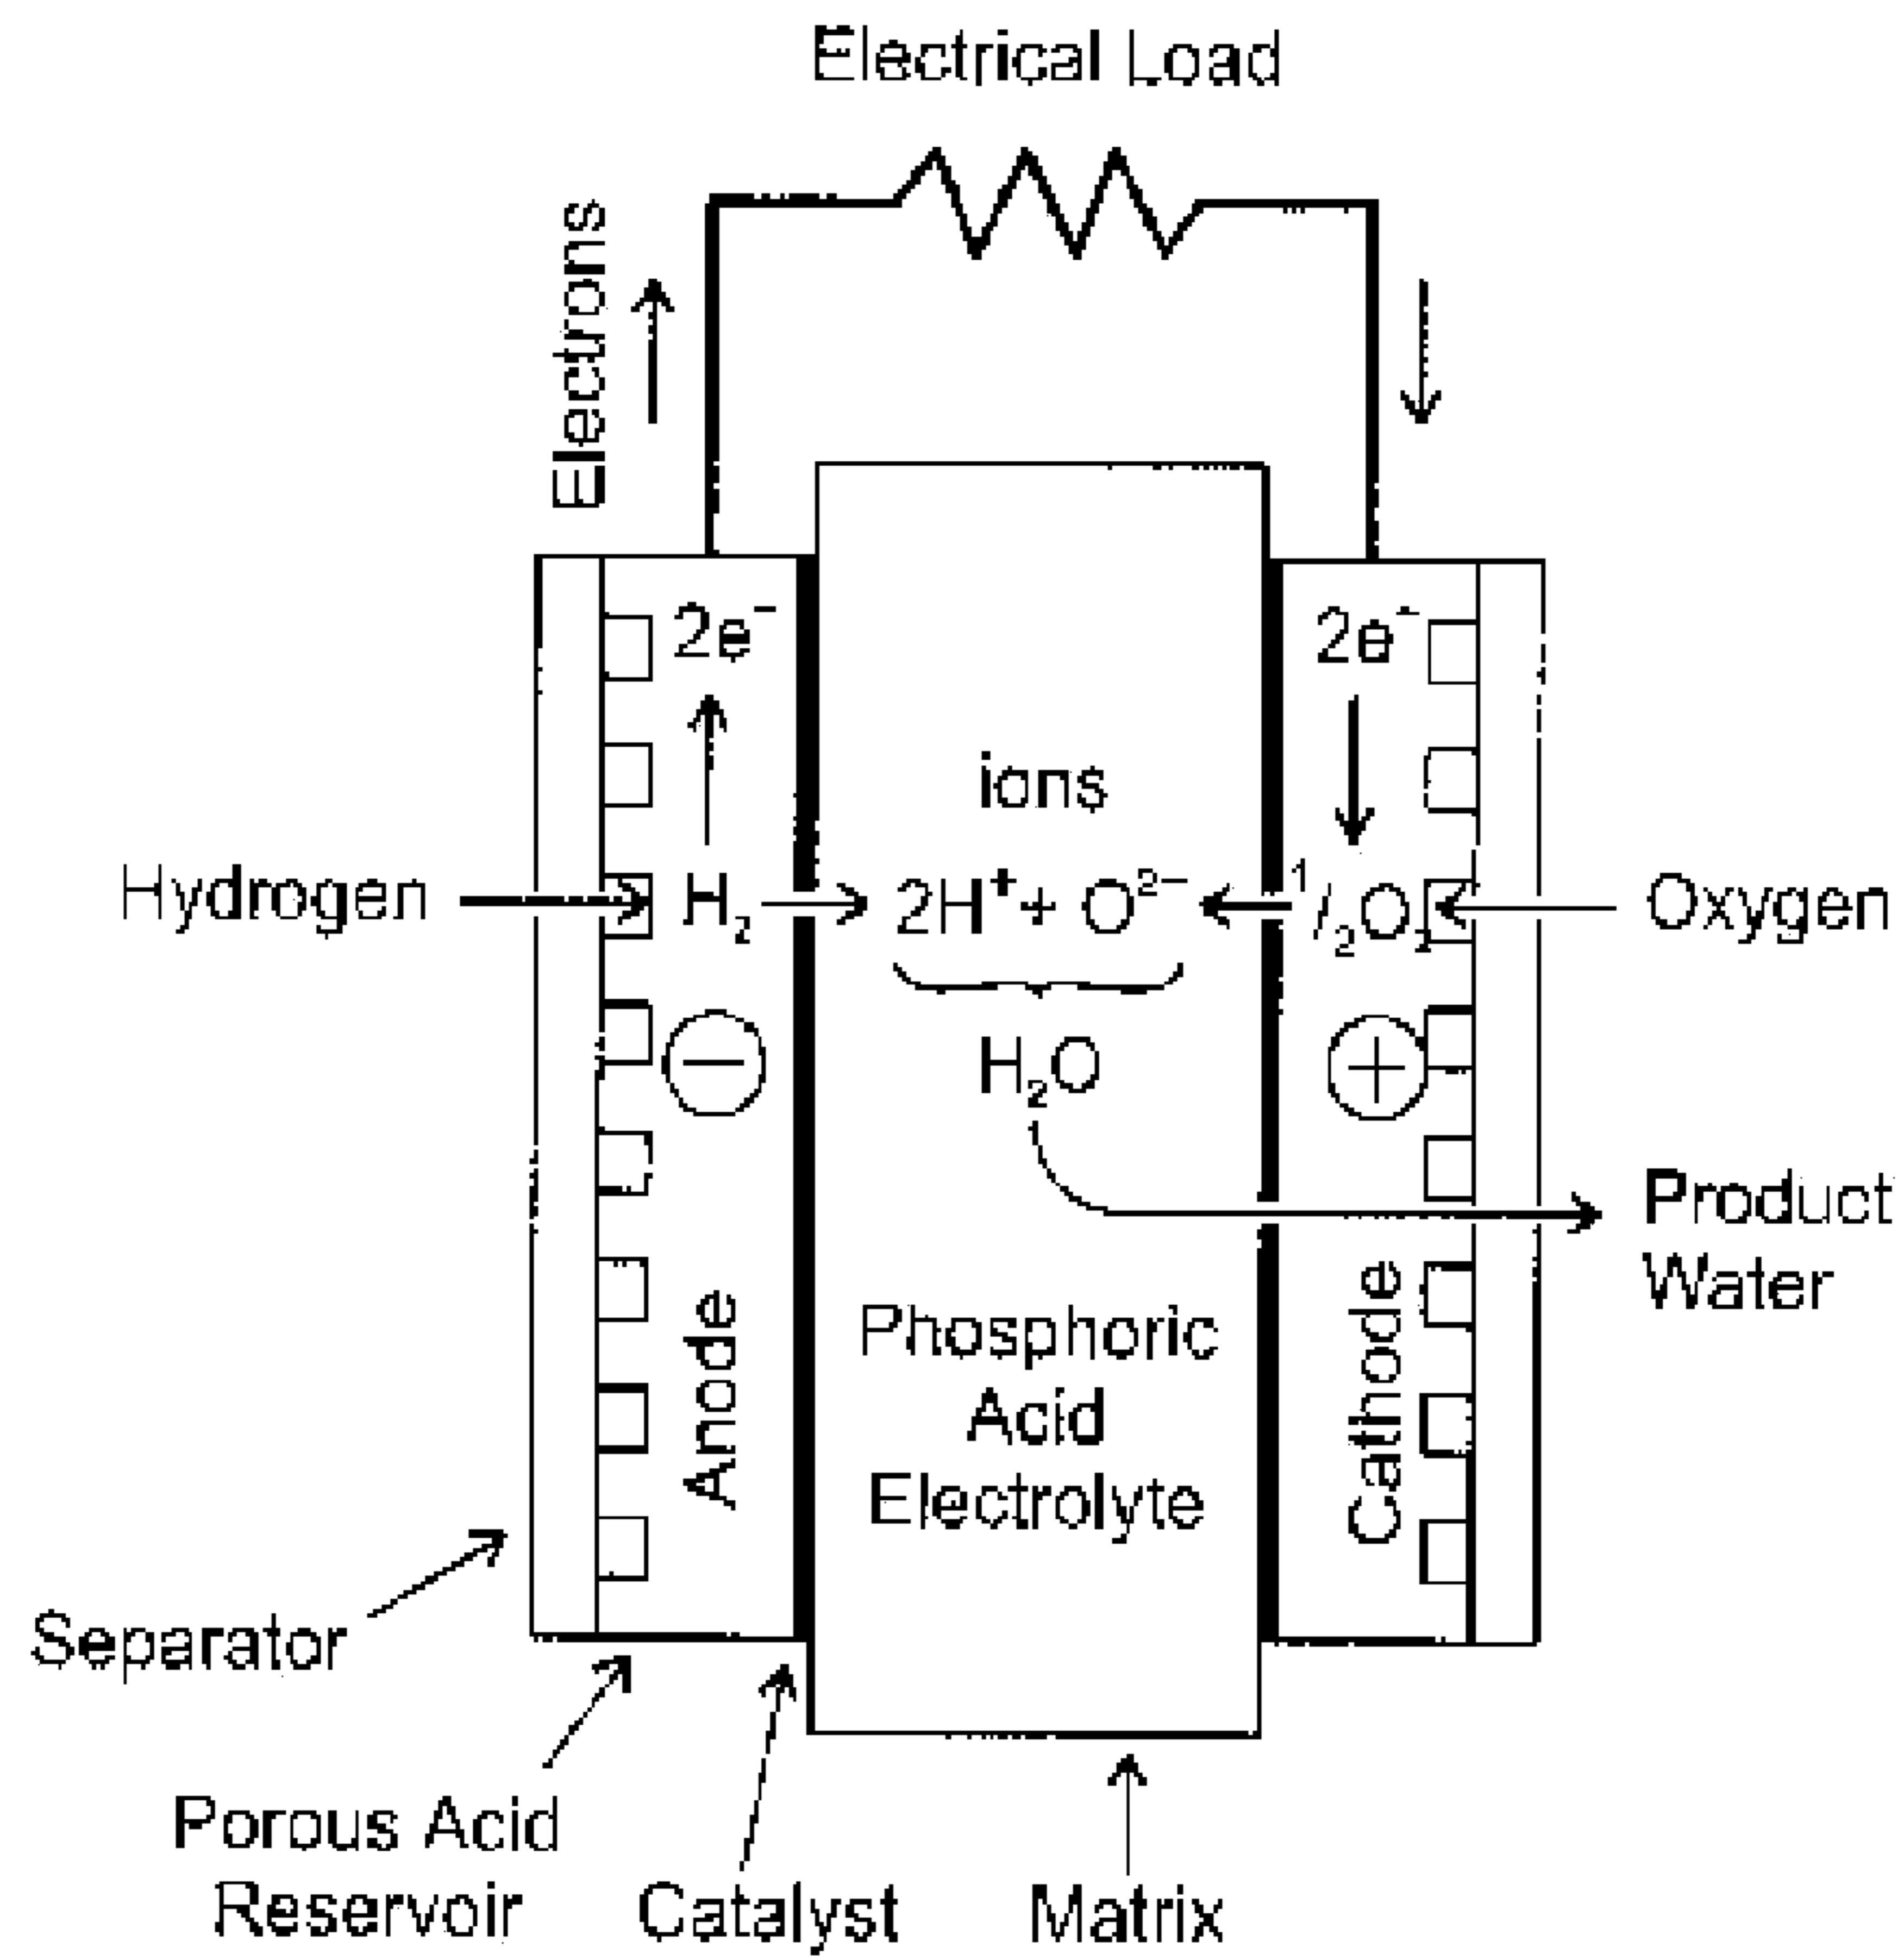 Electrical Load
Electrons
2e⁻
2e⁻
ions
Hydrogen
H₂
2H⁺ + O²⁻
¹/₂O₂
Oxygen
−
H₂O
+
Product
Water
Anode
Phosphoric
Acid
Electrolyte
Cathode
Separator
Porous Acid
Reservoir
Catalyst
Matrix